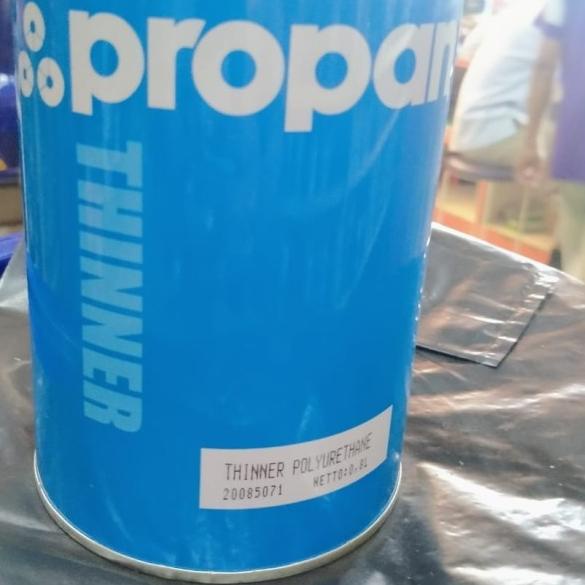 propan
THINNER
THINNER POLYURETHANE
20085071 NETTO:0.8L